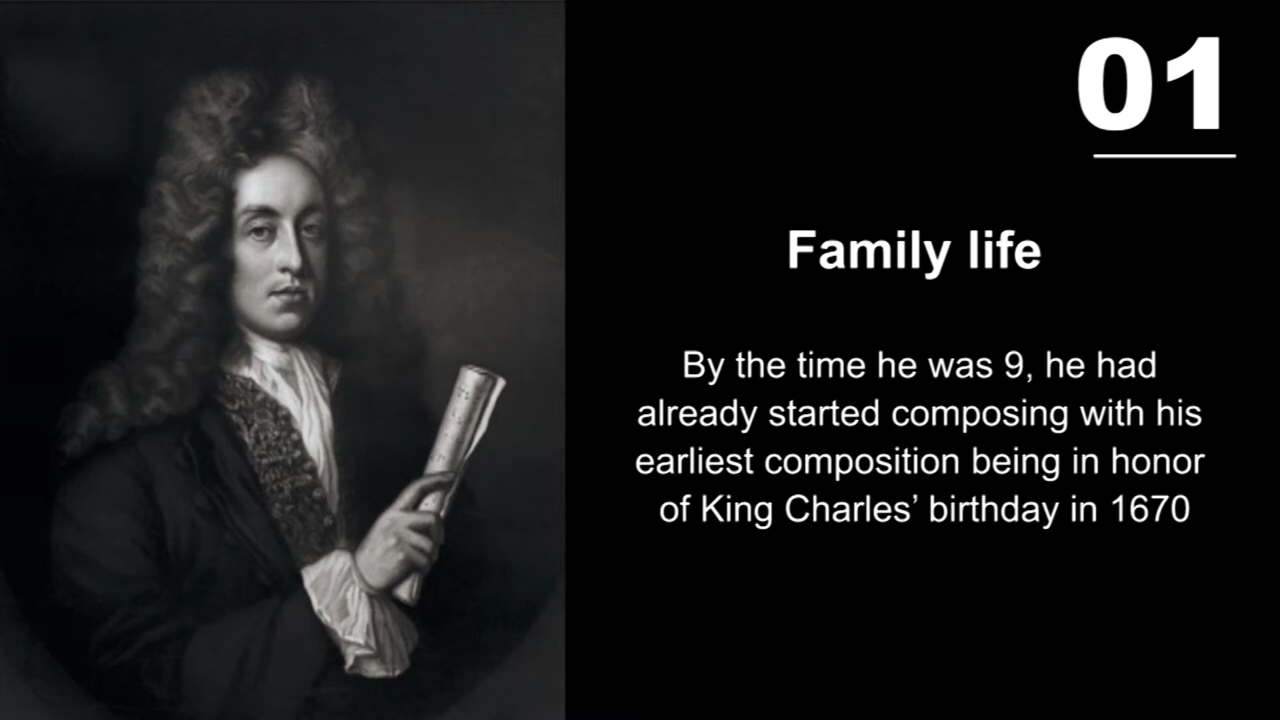 01
Family life
By the time he was 9, he had
already started composing with his
earliest composition being in honor
of King Charles’ birthday in 1670